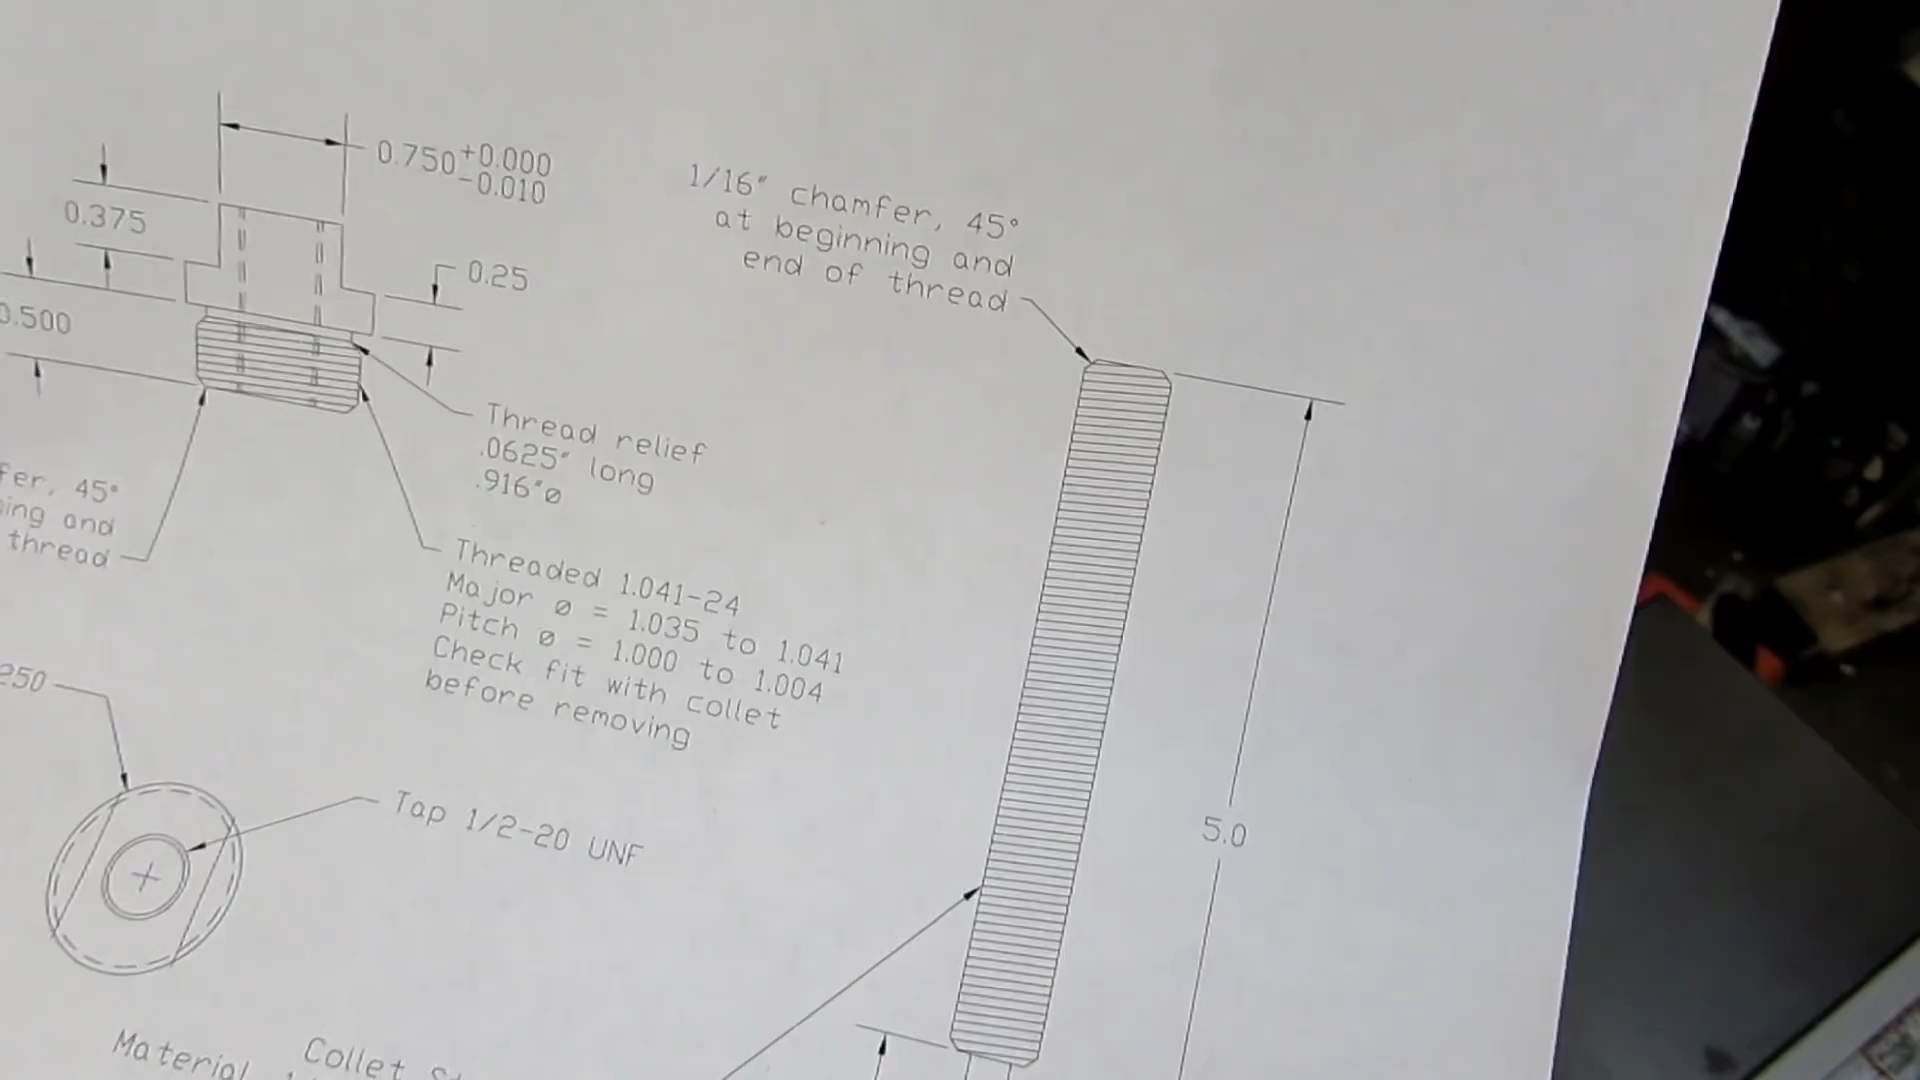 0.750 +0.000
-0.010
0.375
0.25
0.500
1/16" chamfer, 45°
at beginning and
end of thread
Thread relief
.0625" long
.916"ø
45°
and
thread
Threaded 1.041-24
Major ø = 1.035 to 1.041
Pitch ø = 1.000 to 1.004
Check fit with collet
before removing
250
Tap 1/2-20 UNF
5.0
Collet
Material